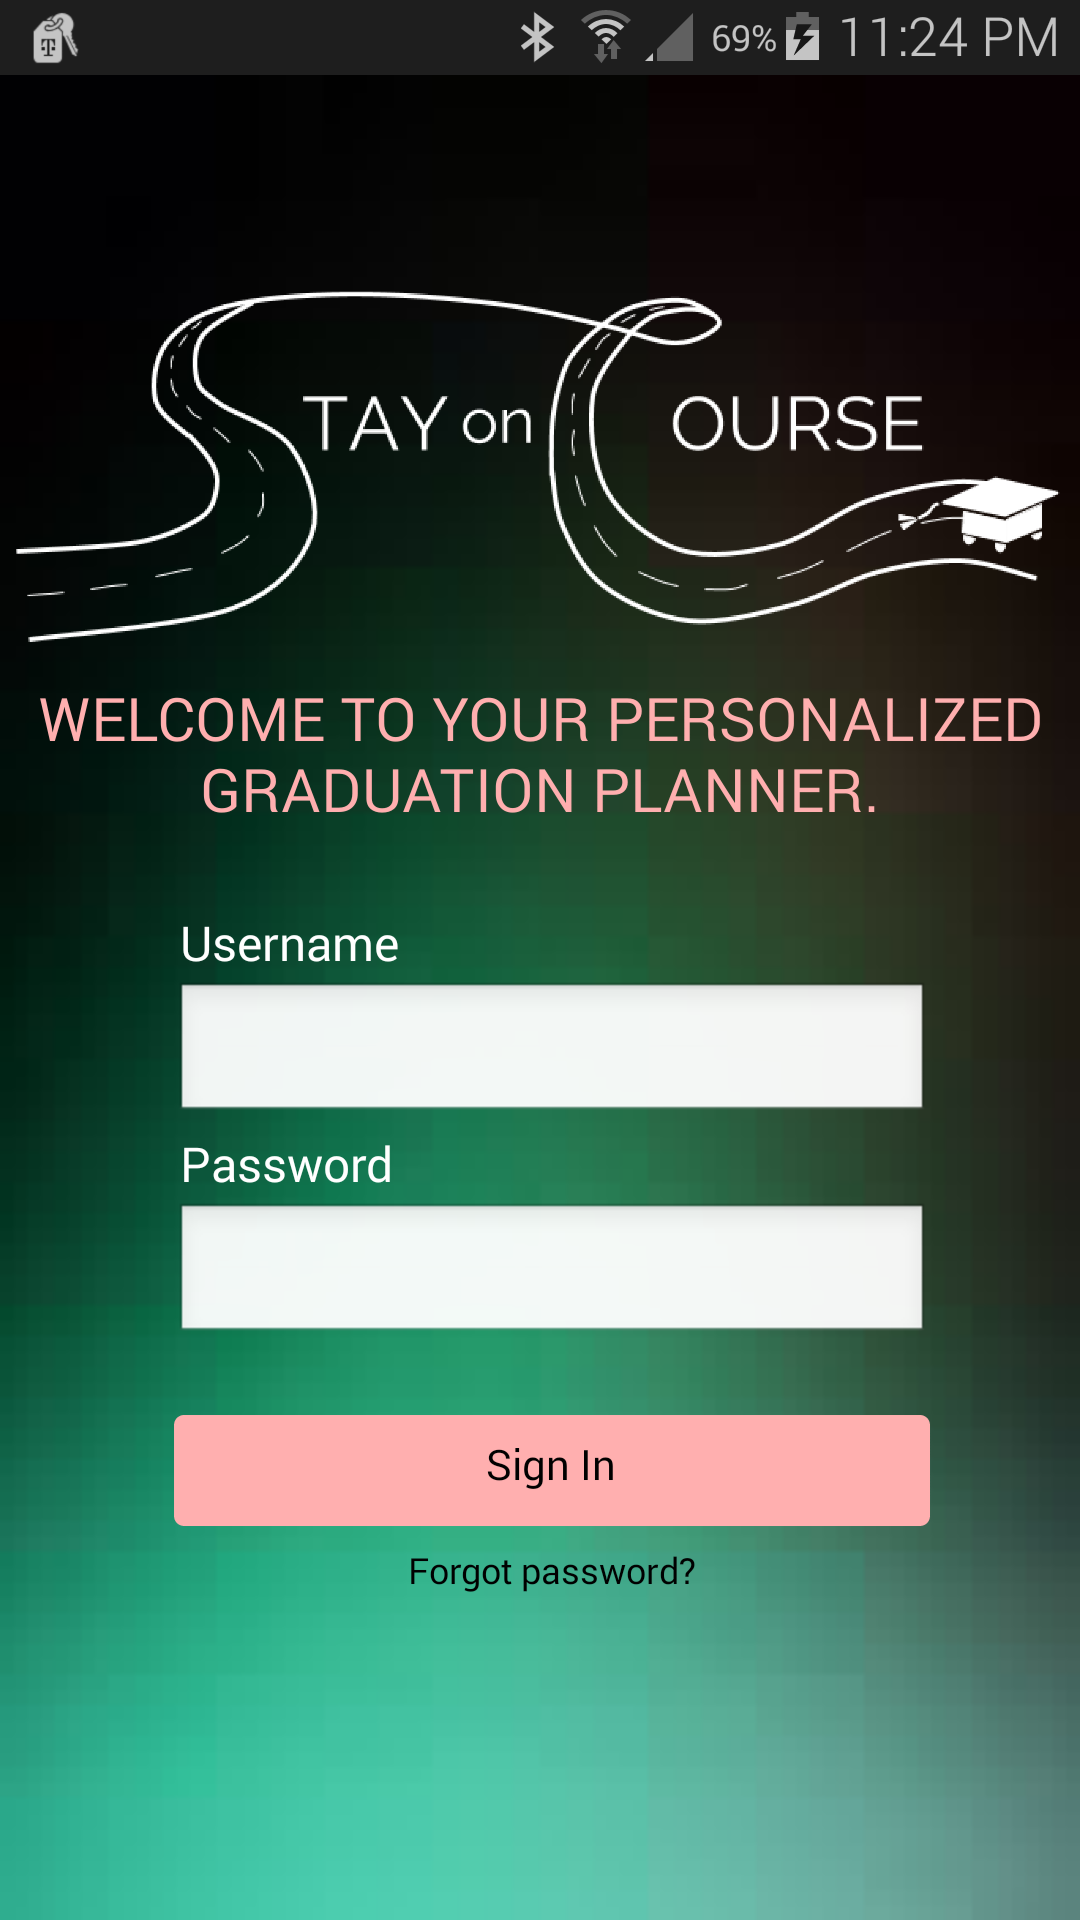 69% 11:24 PM
STAY on COURSE
WELCOME TO YOUR PERSONALIZED
GRADUATION PLANNER.
Username
Password
Sign In
Forgot password?